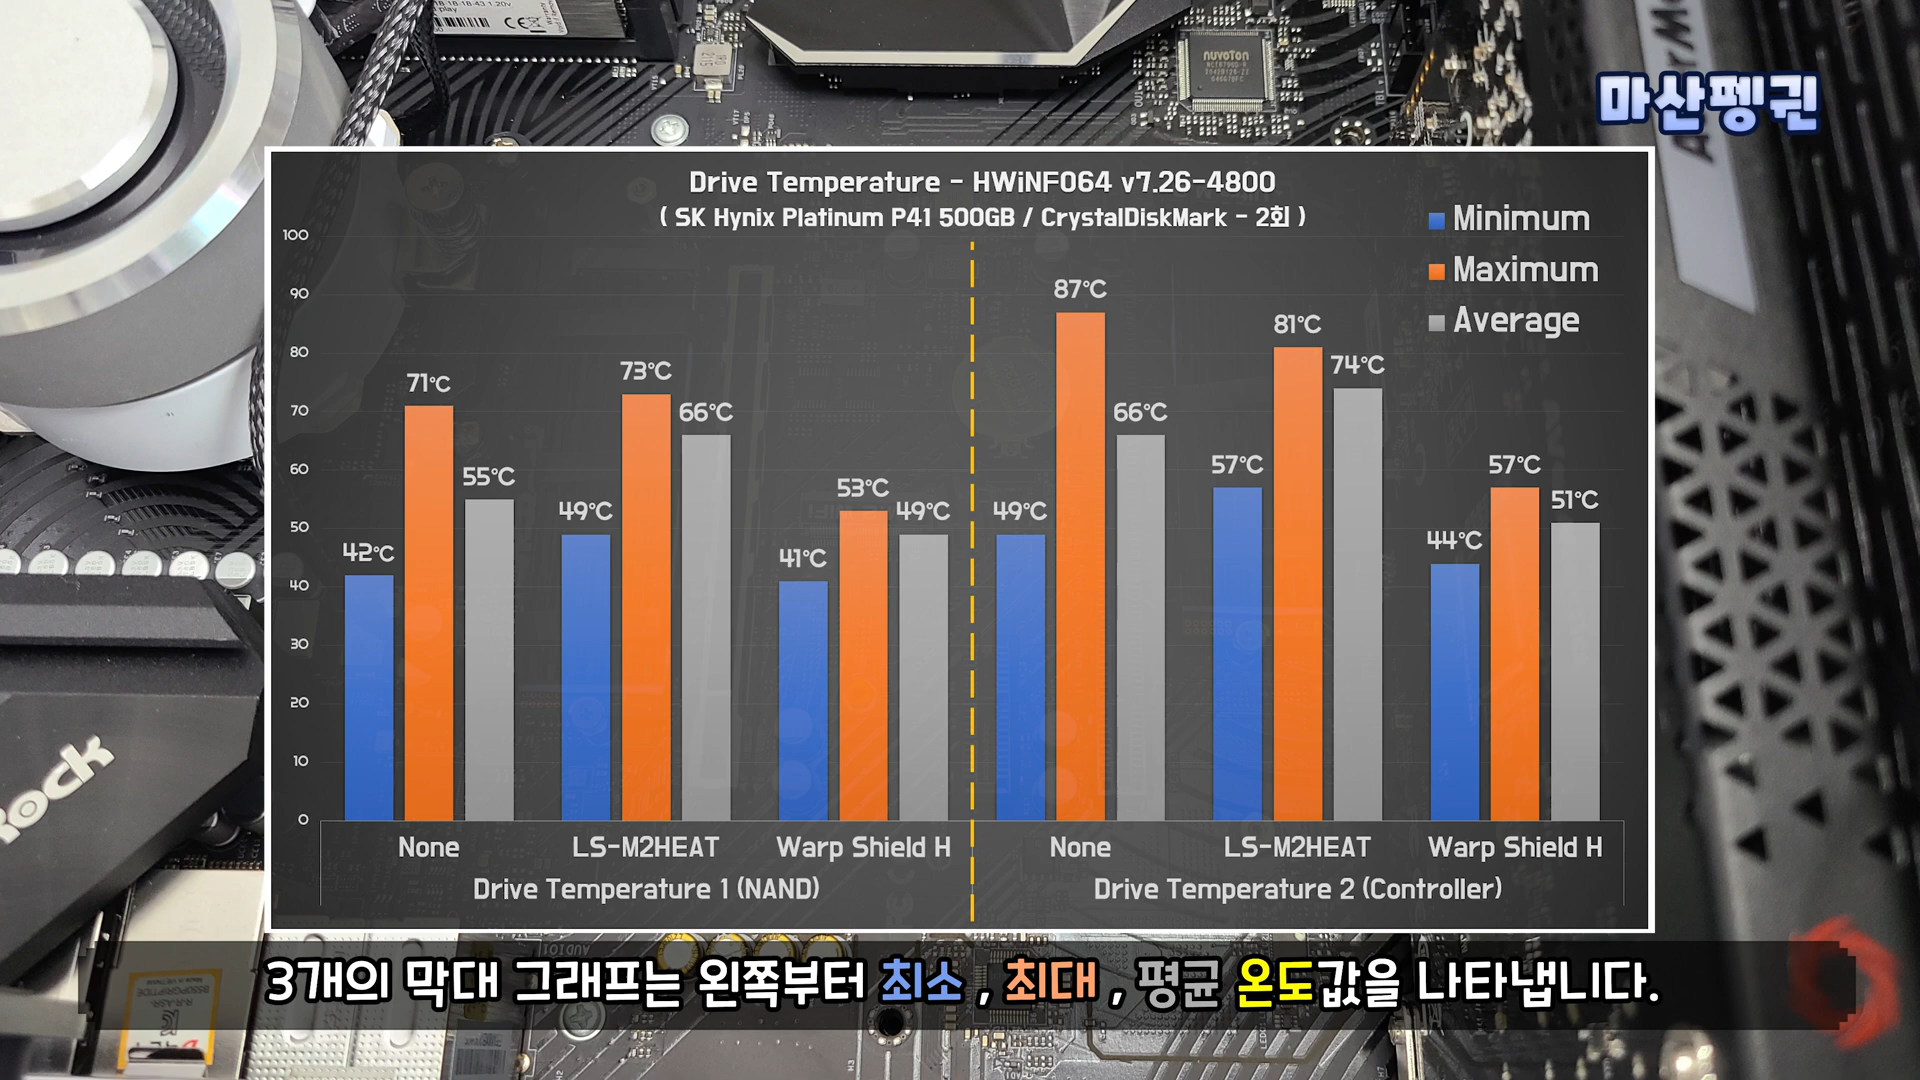 마산펭귄
nuvoTon
Drive Temperature - HWiNFO64 v7.26-4800
( SK Hynix Platinum P41 500GB / CrystalDiskMark - 2회 )
Minimum
Maximum
Average
100
90
80
70
60
50
40
30
20
10
0
42℃
71℃
55℃
49℃
73℃
66℃
41℃
53℃
49℃
49℃
87℃
66℃
57℃
81℃
74℃
44℃
57℃
51℃
None
LS-M2HEAT
Warp Shield H
None
LS-M2HEAT
Warp Shield H
Drive Temperature 1 (NAND)
Drive Temperature 2 (Controller)
Rock
AUDIO1
3개의 막대 그래프는 왼쪽부터 최소 , 최대 , 평균 온도값을 나타냅니다.